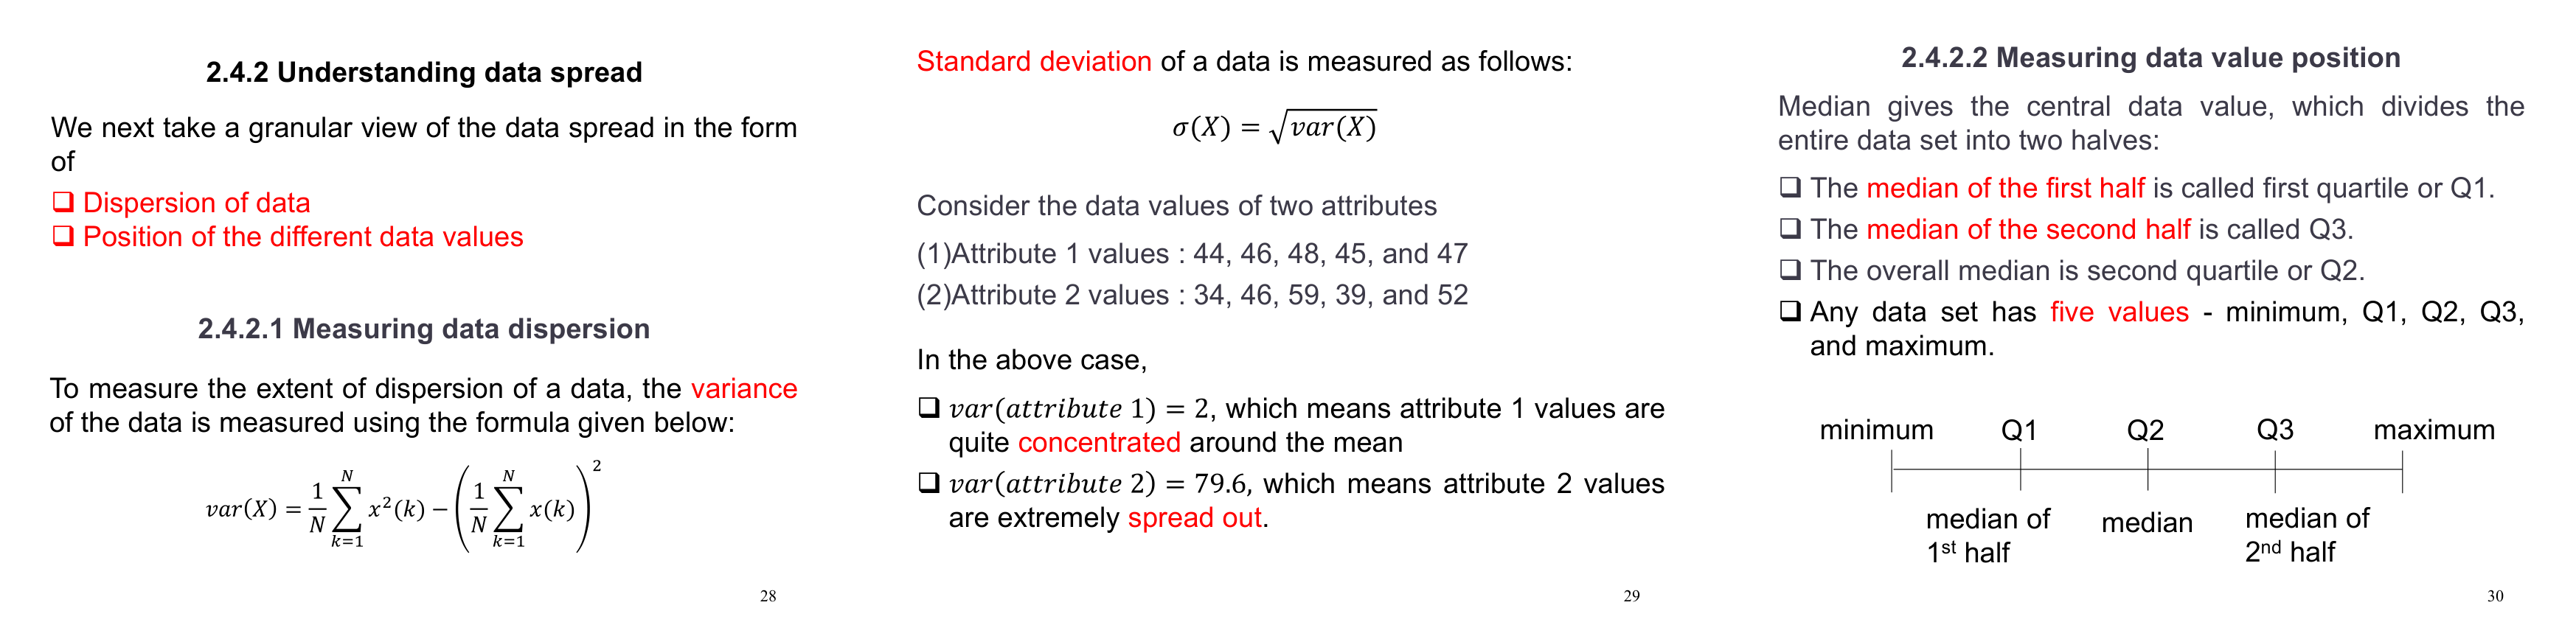 2.4.2 Understanding data spread
We next take a granular view of the data spread in the form
of
❑ Dispersion of data
❑ Position of the different data values
2.4.2.1 Measuring data dispersion
To measure the extent of dispersion of a data, the variance
of the data is measured using the formula given below:
var(X) = \frac{1}{N} \sum_{k=1}^{N} x^2(k) − \left( \frac{1}{N} \sum_{k=1}^{N} x(k) \right)^2
28
Standard deviation of a data is measured as follows:
σ(X) = √var(X)
Consider the data values of two attributes
(1)Attribute 1 values : 44, 46, 48, 45, and 47
(2)Attribute 2 values : 34, 46, 59, 39, and 52
In the above case,
❑ var(attribute 1) = 2, which means attribute 1 values are
quite concentrated around the mean
❑ var(attribute 2) = 79.6, which means attribute 2 values
are extremely spread out.
29
2.4.2.2 Measuring data value position
Median gives the central data value, which divides the
entire data set into two halves:
❑ The median of the first half is called first quartile or Q1.
❑ The median of the second half is called Q3.
❑ The overall median is second quartile or Q2.
❑ Any data set has five values - minimum, Q1, Q2, Q3,
and maximum.
minimum Q1 Q2 Q3 maximum
median of 1st half
median
median of 2nd half
30